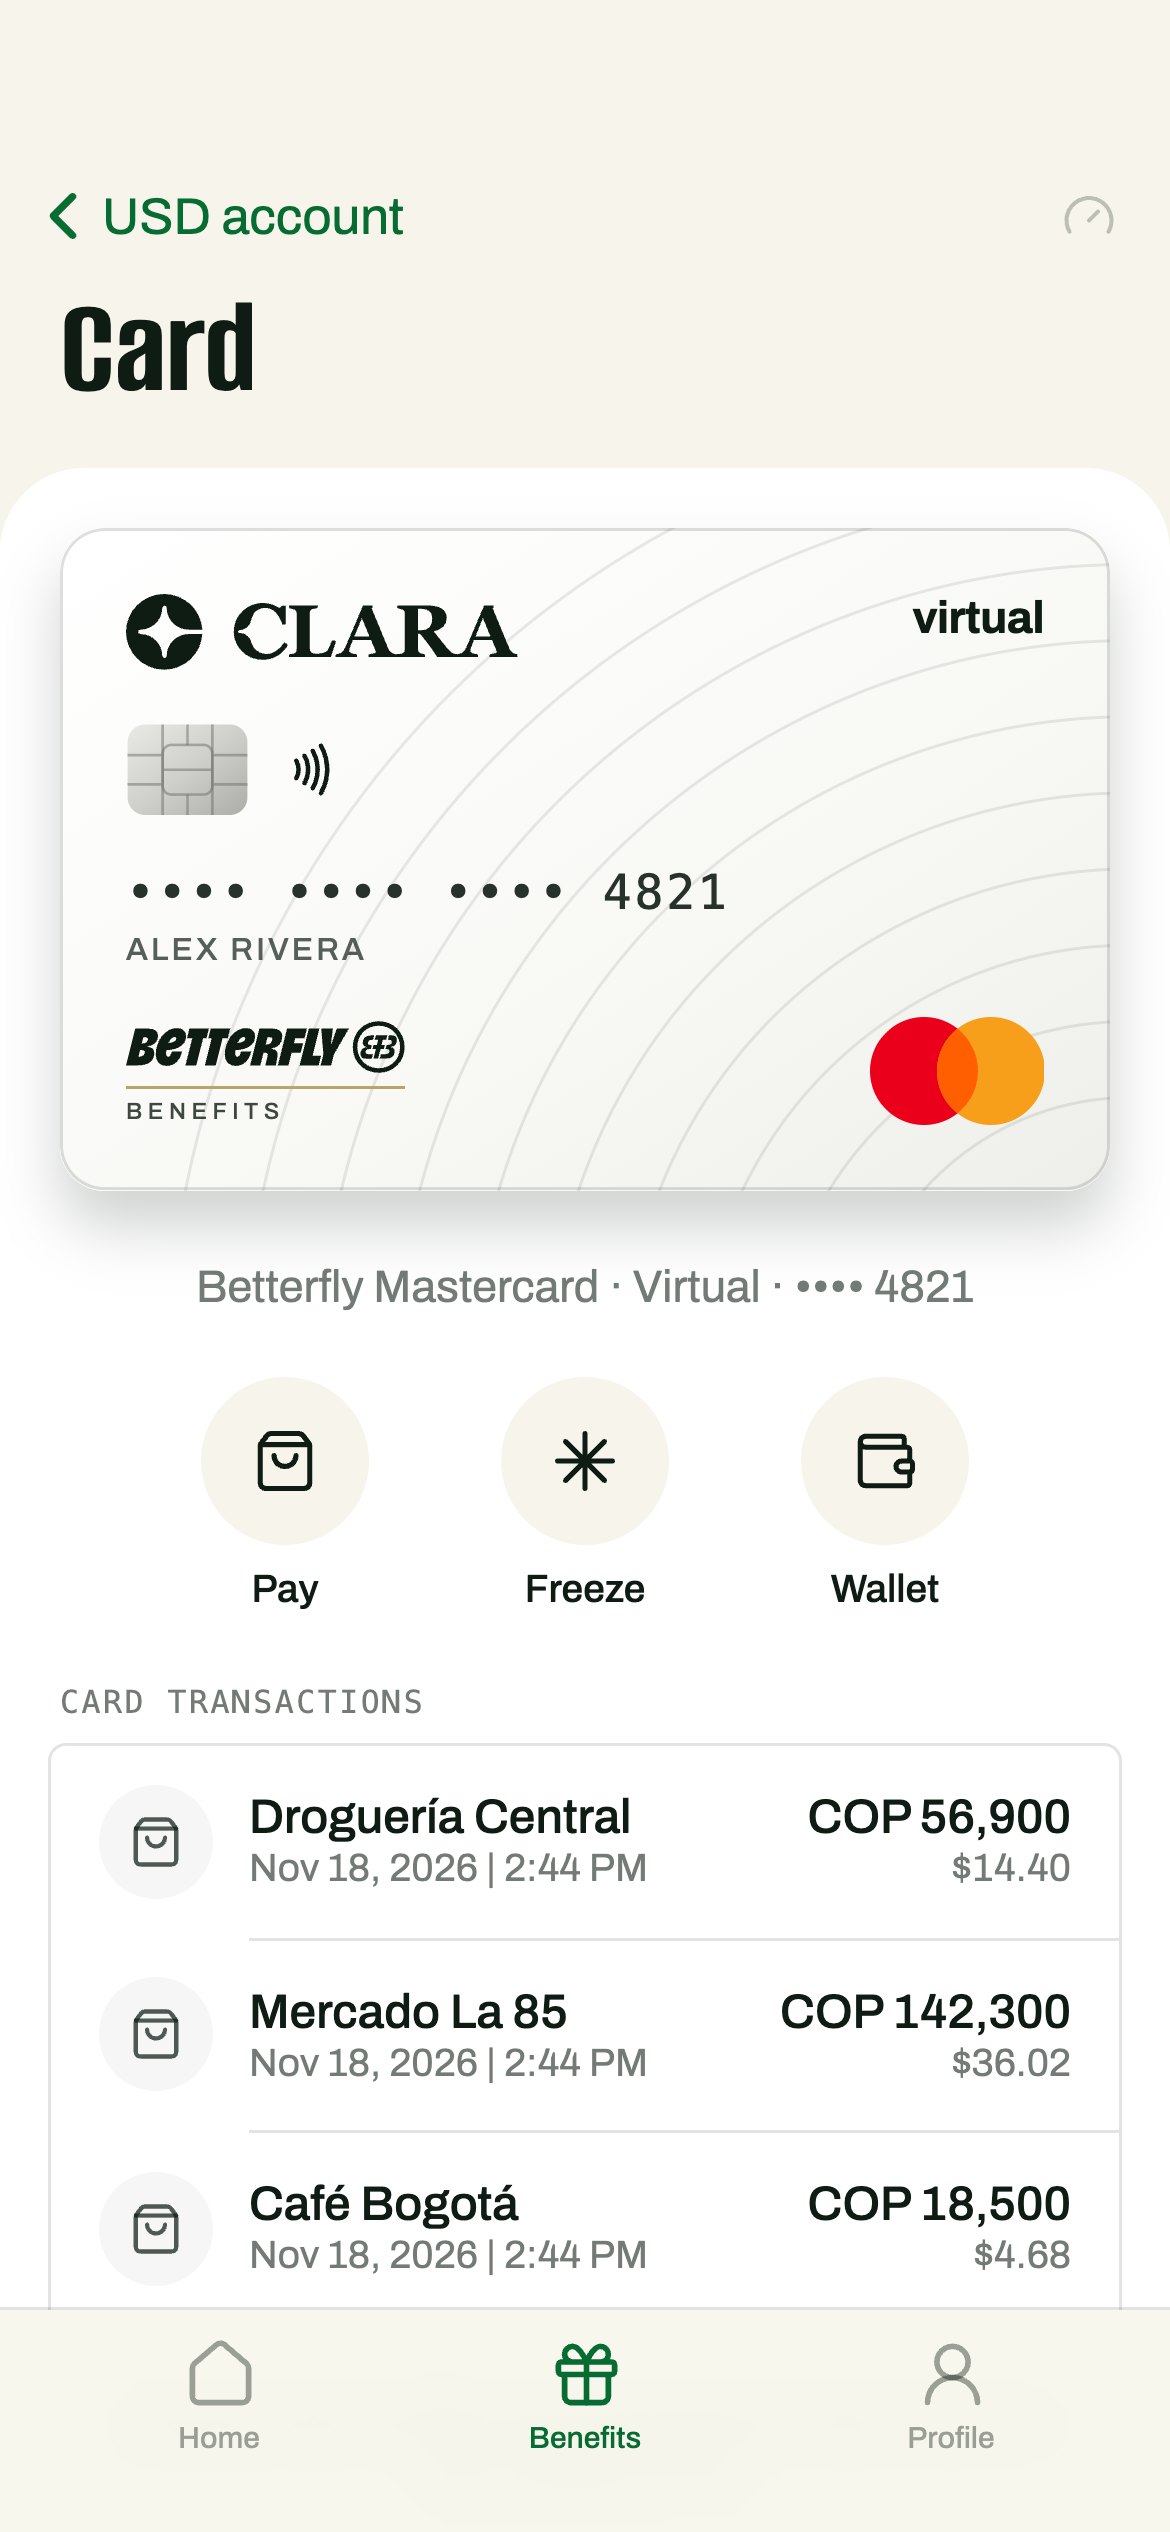 USD account
Card
CLARA
virtual
•••• •••• •••• 4821
ALEX RIVERA
BETTERFLY
BENEFITS
Betterfly Mastercard · Virtual · •••• 4821
Pay
Freeze
Wallet
CARD TRANSACTIONS
Droguería Central
COP 56,900
Nov 18, 2026 | 2:44 PM
$14.40
Mercado La 85
COP 142,300
Nov 18, 2026 | 2:44 PM
$36.02
Café Bogotá
COP 18,500
Nov 18, 2026 | 2:44 PM
$4.68
Home
Benefits
Profile